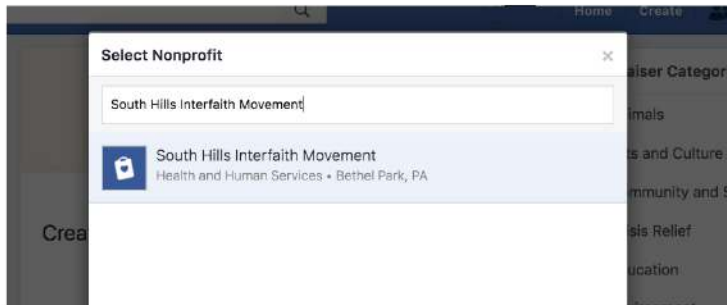 Home Create
Select Nonprofit
South Hills Interfaith Movement
South Hills Interfaith Movement
Health and Human Services • Bethel Park, PA
Crea
aiser Categor
imals
ts and Culture
mmunity and S
isis Relief
ucation